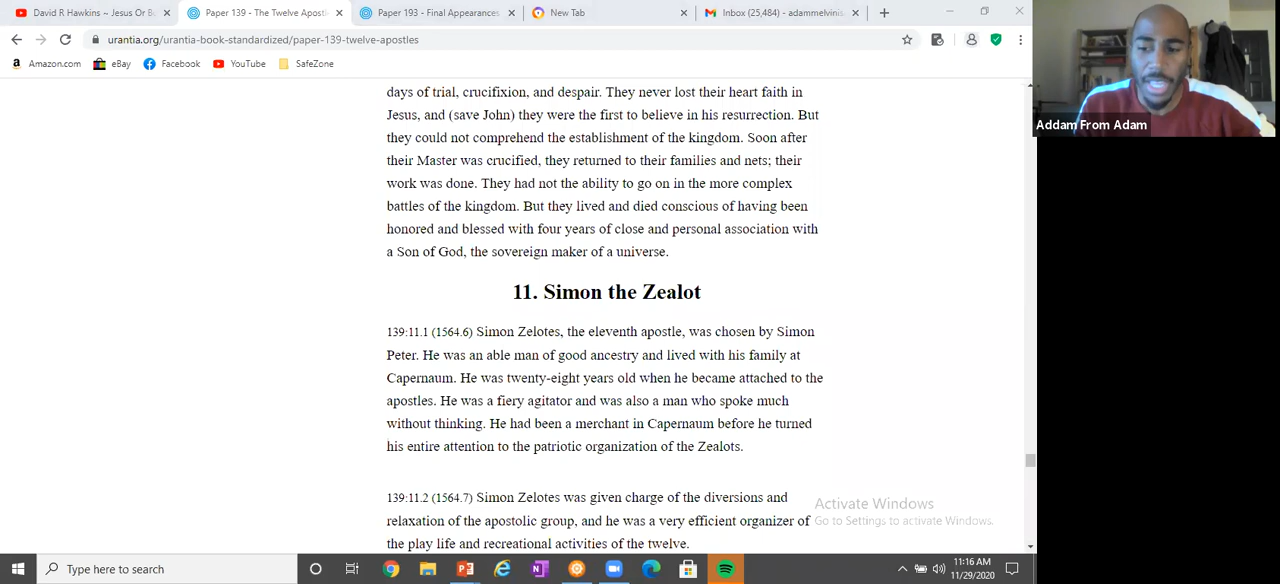 David R Hawkins ~ Jesus Or B
Paper 139 - The Twelve Aposti
Paper 193 - Final Appearances
New Tab
Inbox (25,484) - adammelvini
urantia.org/urantia-book-standardized/paper-139-twelve-apostles
Amazon.com eBay Facebook YouTube SafeZone
Addam From Adam
days of trial, crucifixion, and despair. They never lost their heart faith in
Jesus, and (save John) they were the first to believe in his resurrection. But
they could not comprehend the establishment of the kingdom. Soon after
their Master was crucified, they returned to their families and nets; their
work was done. They had not the ability to go on in the more complex
battles of the kingdom. But they lived and died conscious of having been
honored and blessed with four years of close and personal association with
a Son of God, the sovereign maker of a universe.
11. Simon the Zealot
139:11.1 (1564.6) Simon Zelotes, the eleventh apostle, was chosen by Simon
Peter. He was an able man of good ancestry and lived with his family at
Capernaum. He was twenty-eight years old when he became attached to the
apostles. He was a fiery agitator and was also a man who spoke much
without thinking. He had been a merchant in Capernaum before he turned
his entire attention to the patriotic organization of the Zealots.
139:11.2 (1564.7) Simon Zelotes was given charge of the diversions and
relaxation of the apostolic group, and he was a very efficient organizer of
the play life and recreational activities of the twelve.
Activate Windows
Go to Settings to activate Windows.
Type here to search
11:16 AM
11/29/2020